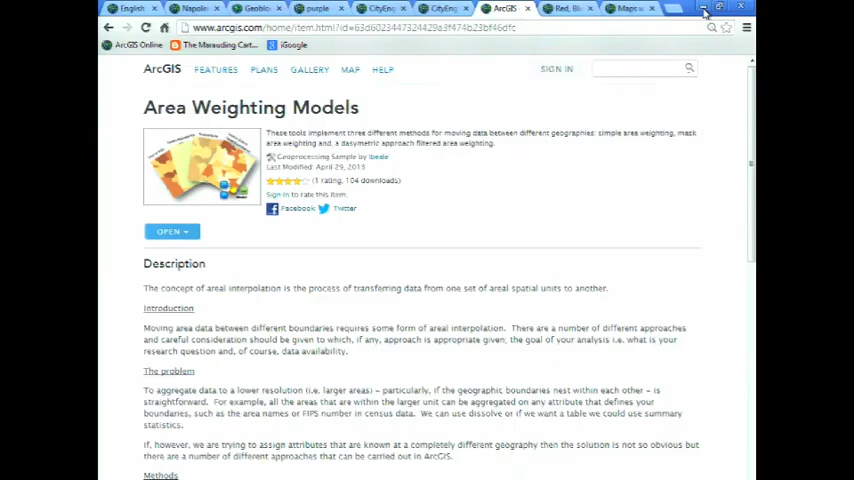 English
Napoleo
Geoblo
purple
CityEng
CityEng
ArcGIS
Red, Blu
Maps w
www.arcgis.com/home/item.html?id=63d6023447324429a3f474b23bf46dfc
ArcGIS Online
The Marauding Cart...
iGoogle
ArcGIS FEATURES PLANS GALLERY MAP HELP SIGN IN
Area Weighting Models
These tools implement three different methods for moving data between different geographies: simple area weighting, mask
area weighting and, a dasymetric approach filtered area weighting.
Geoprocessing Sample by lbeale
Last Modified: April 29, 2013
(1 rating, 104 downloads)
Sign in to rate this item.
Facebook Twitter
OPEN
Description
The concept of areal interpolation is the process of transferring data from one set of areal spatial units to another.
Introduction
Moving area data between different boundaries requires some form of areal interpolation. There are a number of different approaches
and careful consideration should be given to which, if any, approach is appropriate given; the goal of your analysis i.e. what is your
research question and, of course, data availability.
The problem
To aggregate data to a lower resolution (i.e. larger areas) – particularly, if the geographic boundaries nest within each other – is
straightforward. For example, all the areas that are within the larger unit can be aggregated on any attribute that defines your
boundaries, such as the area names or FIPS number in census data. We can use dissolve or if we want a table we could use summary
statistics.
If, however, we are trying to assign attributes that are known at a completely different geography then the solution is not so obvious but
there are a number of different approaches that can be carried out in ArcGIS.
Methods